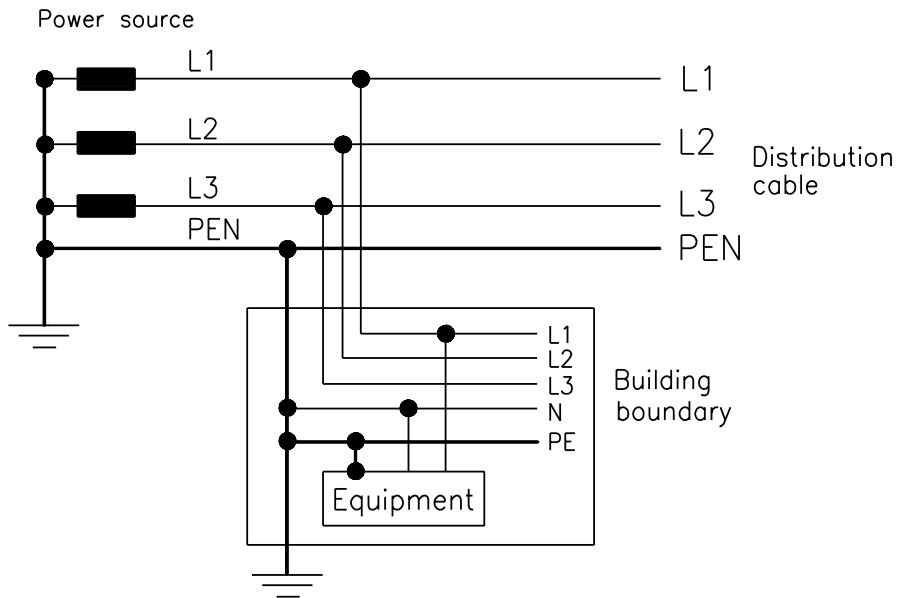 Power source
L1
L1
L2
L2
Distribution
cable
L3
L3
PEN
PEN
L1
L2
L3
N
PE
Building
boundary
Equipment